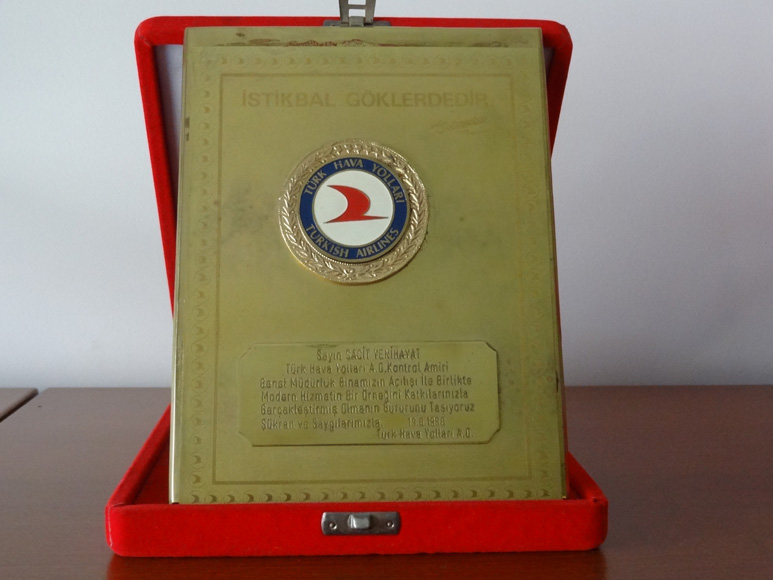 İSTİKBAL GÖKLERDEDİR
TÜRK HAVA YOLLARI
TURKISH AIRLINES
Sayın SACİT YENİHAYAT
Türk Hava Yolları A.O.Kontrol Amiri
Genel Müdürlük Binamızın Açılışı İle Birlikte
Modern Hizmetin Bir Örneğini Katkılarınızla
Gerçekleştirmiş Olmanın Gururunu Taşıyoruz
Şükran ve Saygılarımızla
Türk Hava Yolları A.O.